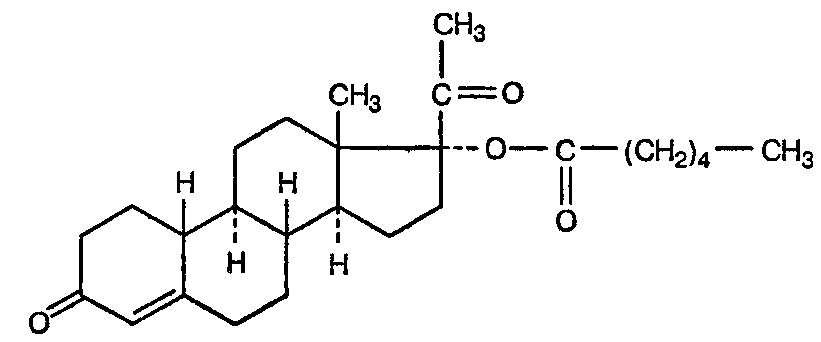 CH3
CH3 C=O
O—C—(CH2)4—CH3
H H O
H H
O